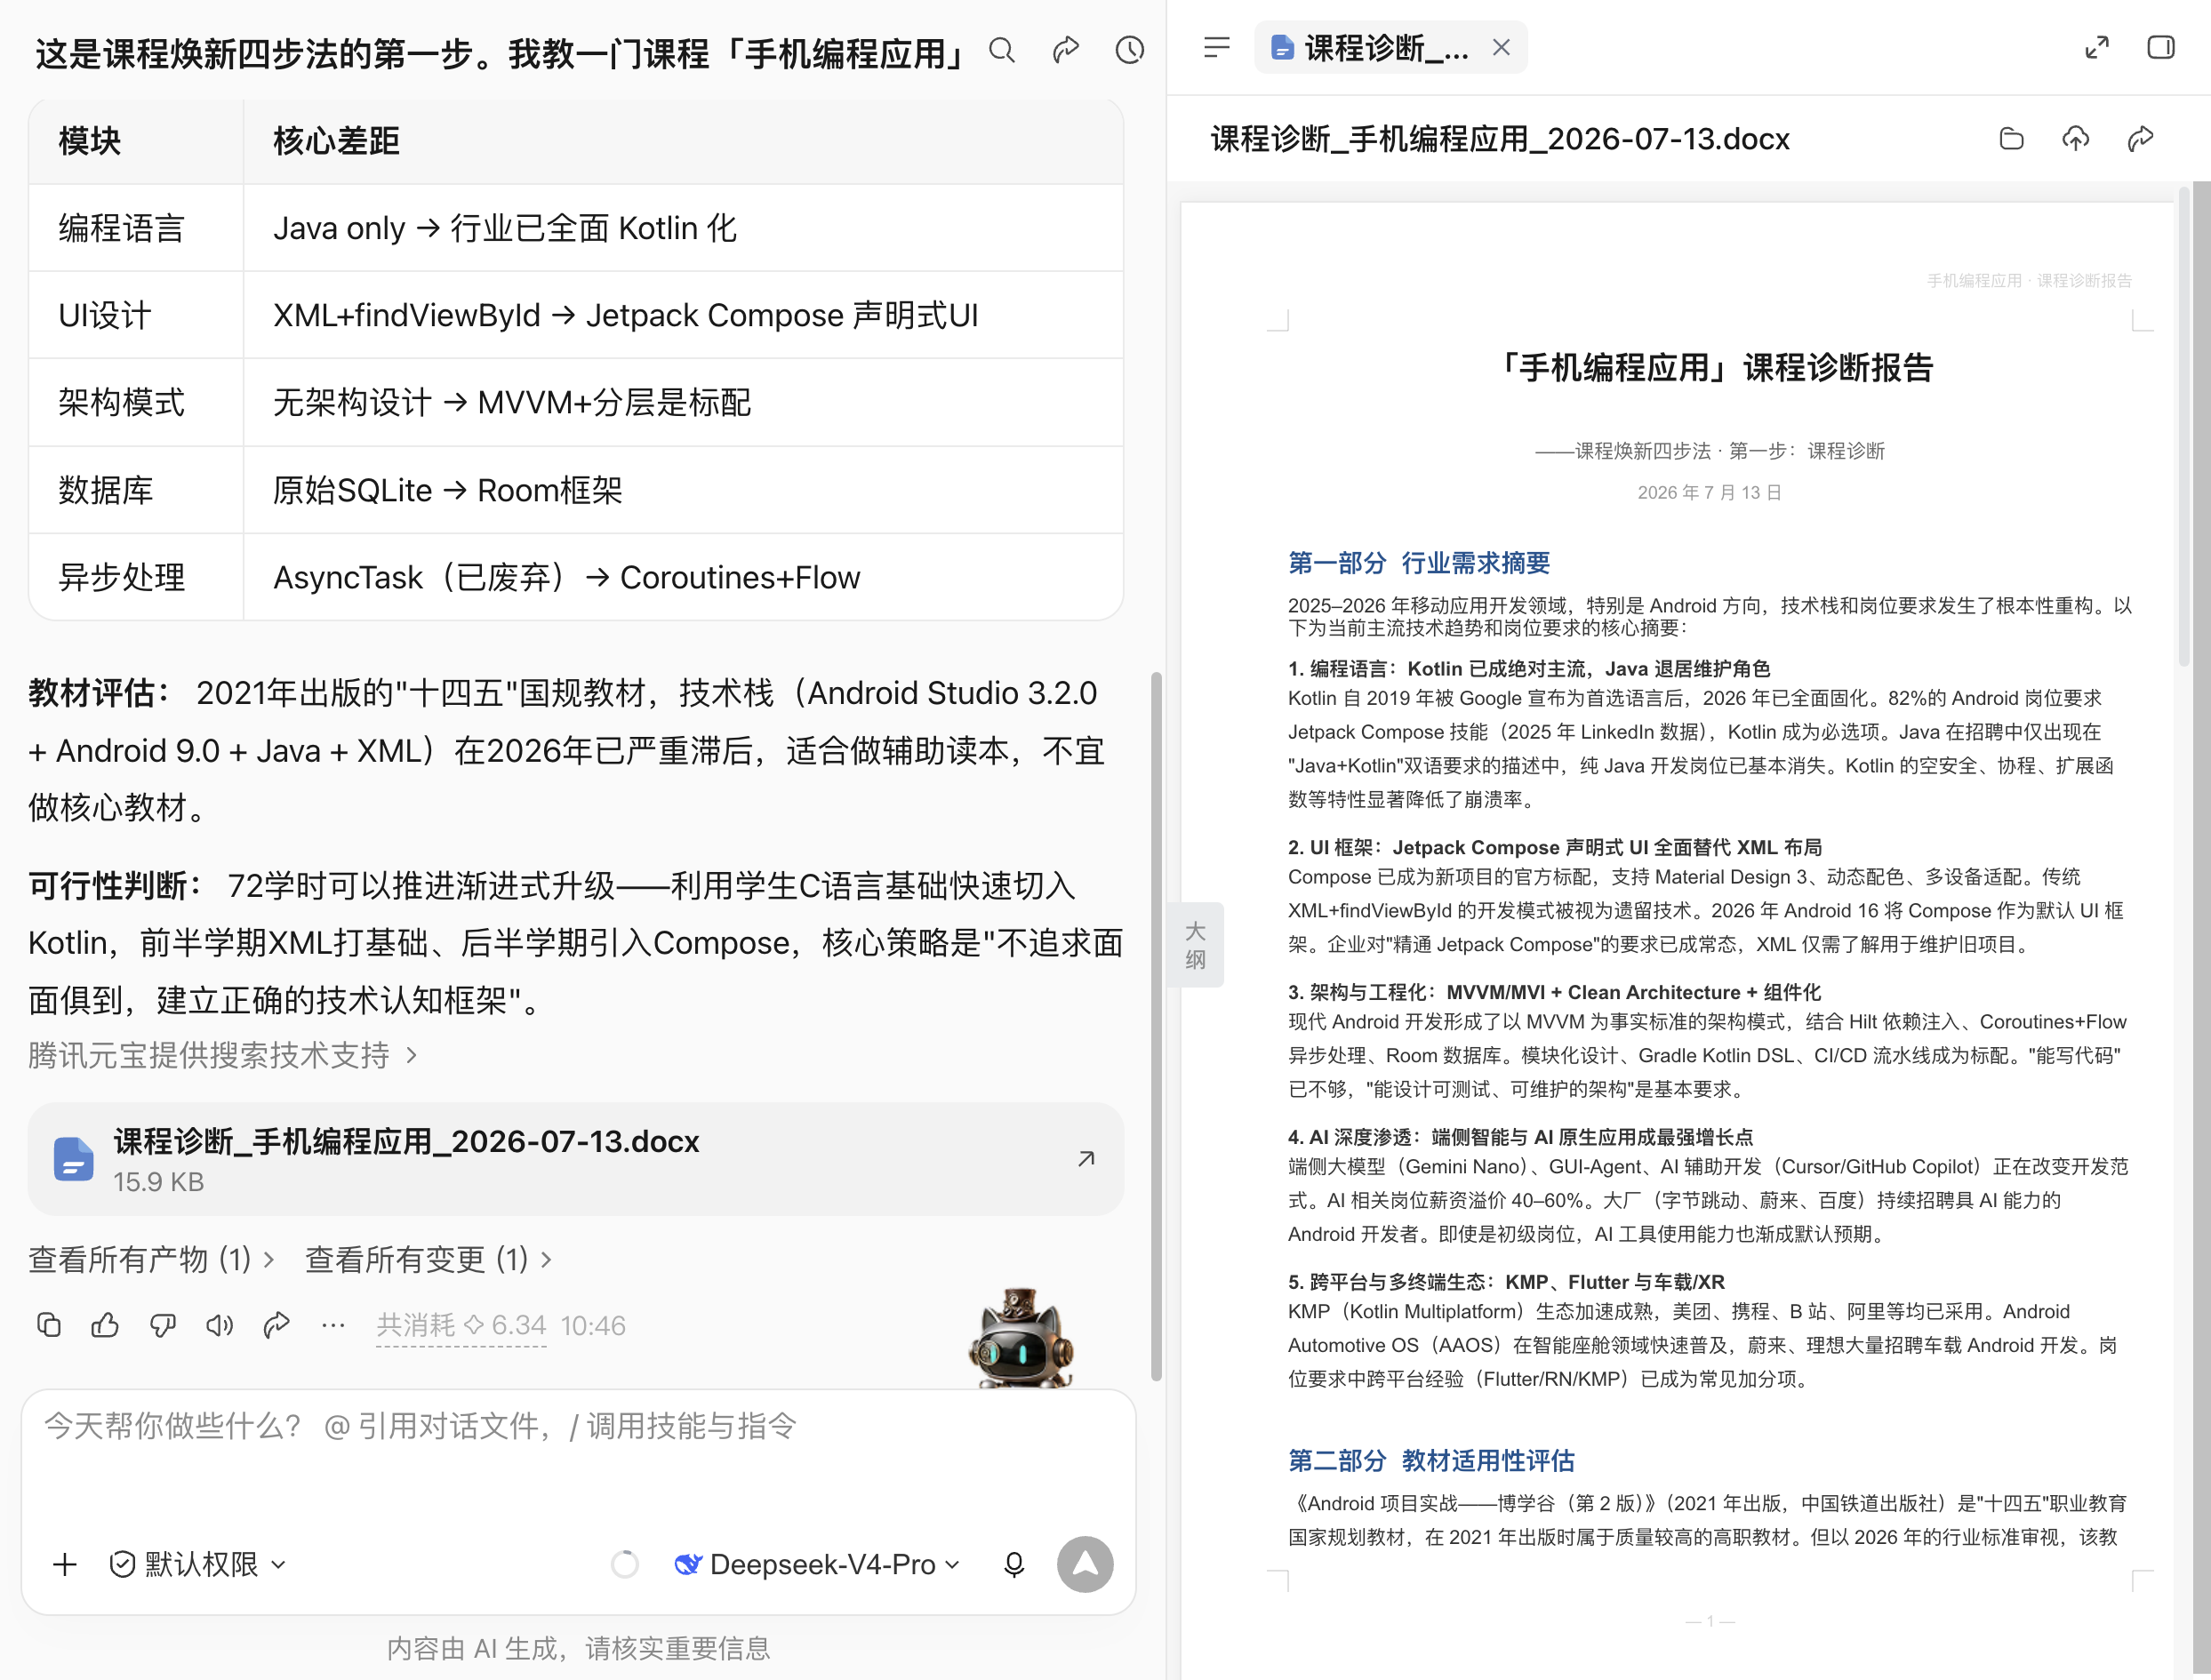 这是课程焕新四步法的第一步。我教一门课程「手机编程应用」
模块 核心差距
编程语言 Java only → 行业已全面 Kotlin 化
UI设计 XML+findViewById → Jetpack Compose 声明式UI
架构模式 无架构设计 → MVVM+分层是标配
数据库 原始SQLite → Room框架
异步处理 AsyncTask（已废弃）→ Coroutines+Flow
教材评估： 2021年出版的"十四五"国规教材，技术栈（Android Studio 3.2.0
+ Android 9.0 + Java + XML）在2026年已严重滞后，适合做辅助读本，不宜
做核心教材。
可行性判断： 72学时可以推进渐进式升级——利用学生C语言基础快速切入
Kotlin，前半学期XML打基础、后半学期引入Compose，核心策略是"不追求面
面俱到，建立正确的技术认知框架"。
腾讯元宝提供搜索技术支持 >
课程诊断_手机编程应用_2026-07-13.docx
15.9 KB
查看所有产物 (1) > 查看所有变更 (1) >
共消耗 6.34 10:46
今天帮你做些什么？ @ 引用对话文件，/ 调用技能与指令
默认权限 Deepseek-V4-Pro
内容由 AI 生成，请核实重要信息
课程诊断_...
课程诊断_手机编程应用_2026-07-13.docx
大
纲
手机编程应用 · 课程诊断报告
「手机编程应用」课程诊断报告
——课程焕新四步法 · 第一步：课程诊断
2026 年 7 月 13 日
第一部分 行业需求摘要
2025–2026 年移动应用开发领域，特别是 Android 方向，技术栈和岗位要求发生了根本性重构。以
下为当前主流技术趋势和岗位要求的核心摘要：
1. 编程语言：Kotlin 已成绝对主流，Java 退居维护角色
Kotlin 自 2019 年被 Google 宣布为首选语言后，2026 年已全面固化。82%的 Android 岗位要求
Jetpack Compose 技能（2025 年 LinkedIn 数据），Kotlin 成为必选项。Java 在招聘中仅出现在
"Java+Kotlin"双语要求的描述中，纯 Java 开发岗位已基本消失。Kotlin 的空安全、协程、扩展函
数等特性显著降低了崩溃率。
2. UI 框架：Jetpack Compose 声明式 UI 全面替代 XML 布局
Compose 已成为新项目的官方标配，支持 Material Design 3、动态配色、多设备适配。传统
XML+findViewById 的开发模式被视为遗留技术。2026 年 Android 16 将 Compose 作为默认 UI 框
架。企业对"精通 Jetpack Compose"的要求已成常态，XML 仅需了解用于维护旧项目。
3. 架构与工程化：MVVM/MVI + Clean Architecture + 组件化
现代 Android 开发形成了以 MVVM 为事实标准的架构模式，结合 Hilt 依赖注入、Coroutines+Flow
异步处理、Room 数据库。模块化设计、Gradle Kotlin DSL、CI/CD 流水线成为标配。"能写代码"
已不够，"能设计可测试、可维护的架构"是基本要求。
4. AI 深度渗透：端侧智能与 AI 原生应用成最强增长点
端侧大模型（Gemini Nano）、GUI-Agent、AI 辅助开发（Cursor/GitHub Copilot）正在改变开发范
式。AI 相关岗位薪资溢价 40–60%。大厂（字节跳动、蔚来、百度）持续招聘具 AI 能力的
Android 开发者。即使是初级岗位，AI 工具使用能力也渐成默认预期。
5. 跨平台与多终端生态：KMP、Flutter 与车载/XR
KMP（Kotlin Multiplatform）生态加速成熟，美团、携程、B 站、阿里等均已采用。Android
Automotive OS（AAOS）在智能座舱领域快速普及，蔚来、理想大量招聘车载 Android 开发。岗
位要求中跨平台经验（Flutter/RN/KMP）已成为常见加分项。
第二部分 教材适用性评估
《Android 项目实战——博学谷（第 2 版）》（2021 年出版，中国铁道出版社）是"十四五"职业教育
国家规划教材，在 2021 年出版时属于质量较高的高职教材。但以 2026 年的行业标准审视，该教
— 1 —